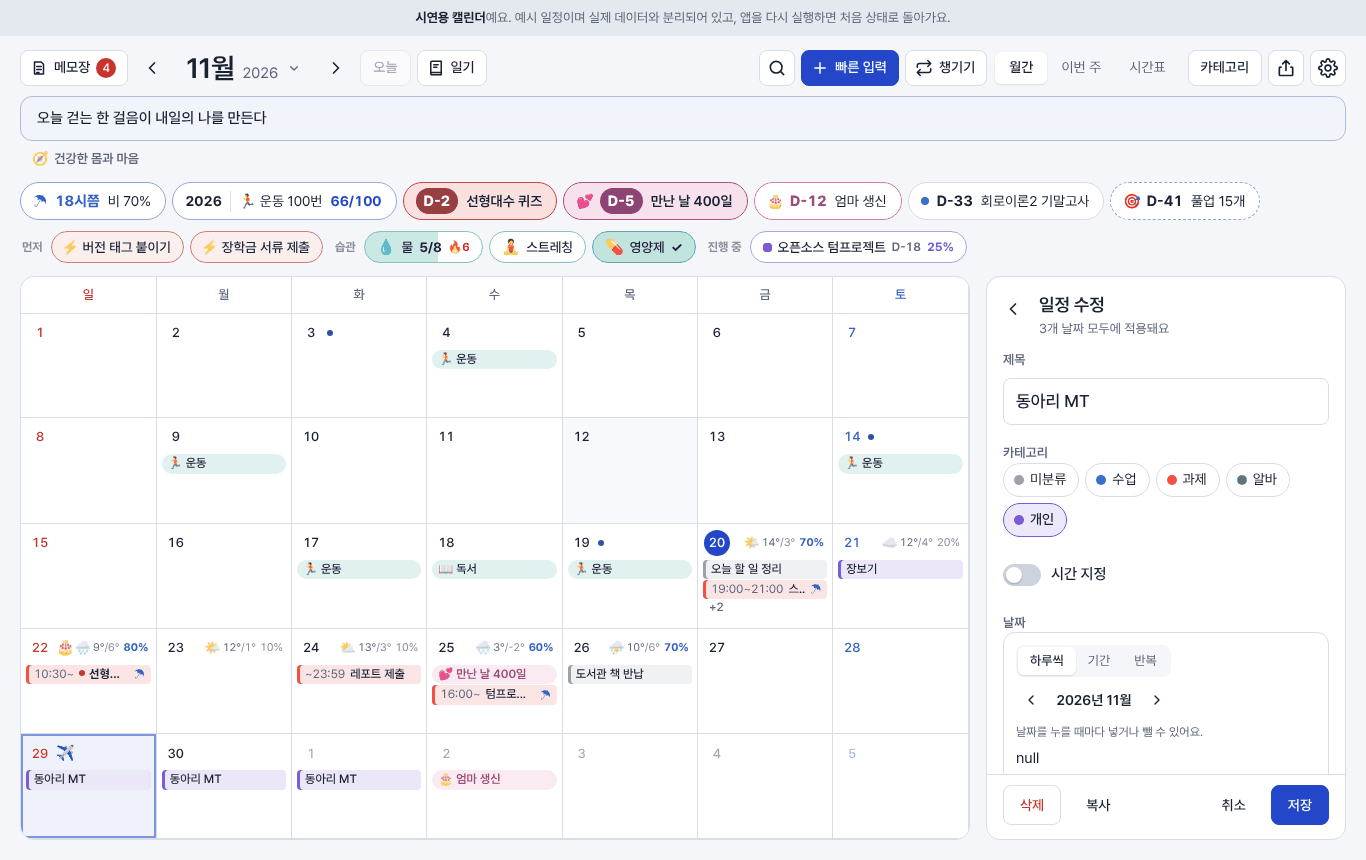 시연용 캘린더예요. 예시 일정이며 실제 데이터와 분리되어 있고, 앱을 다시 실행하면 처음 상태로 돌아가요.
메모장 4 11월 2026 오늘 일기 빠른 입력 챙기기 월간 이번 주 시간표 카테고리
오늘 걷는 한 걸음이 내일의 나를 만든다
🧭 건강한 몸과 마음
☂️ 18시쯤 비 70% 2026 🏃 운동 100번 66/100 D-2 선형대수 퀴즈 💕 D-5 만난 날 400일 🎂 D-12 엄마 생신 D-33 회로이론2 기말고사 🎯 D-41 풀업 15개
먼저 ⚡ 버전 태그 붙이기 ⚡ 장학금 서류 제출 습관 💧 물 5/8 🔥6 🧘 스트레칭 💊 영양제 ✓ 진행 중 오픈소스 텀프로젝트 D-18 25%
일 월 화 수 목 금 토
1 2 3 4 5 6 7
🏃 운동
8 9 10 11 12 13 14
🏃 운동 🏃 운동
15 16 17 18 19 20 🌤️ 14°/3° 70% 21 ☁️ 12°/4° 20%
🏃 운동 📖 독서 🏃 운동 오늘 할 일 정리 장보기
19:00~21:00 스.. ☂️
+2
22 🎂 🌧️ 9°/6° 80% 23 🌤️ 12°/1° 10% 24 ⛅ 13°/3° 10% 25 🌧️ 3°/-2° 60% 26 ⛈️ 10°/6° 70% 27 28
10:30~ 선형... ☂️ ~23:59 레포트 제출 💕 만난 날 400일 도서관 책 반납
16:00~ 텀프로... ☂️
29 ✈️ 30 1 2 3 4 5
동아리 MT 동아리 MT 동아리 MT 🎂 엄마 생신
일정 수정
3개 날짜 모두에 적용돼요
제목
동아리 MT
카테고리
미분류 수업 과제 알바
개인
시간 지정
날짜
하루씩 기간 반복
2026년 11월
날짜를 누를 때마다 넣거나 뺄 수 있어요.
null
삭제 복사 취소 저장